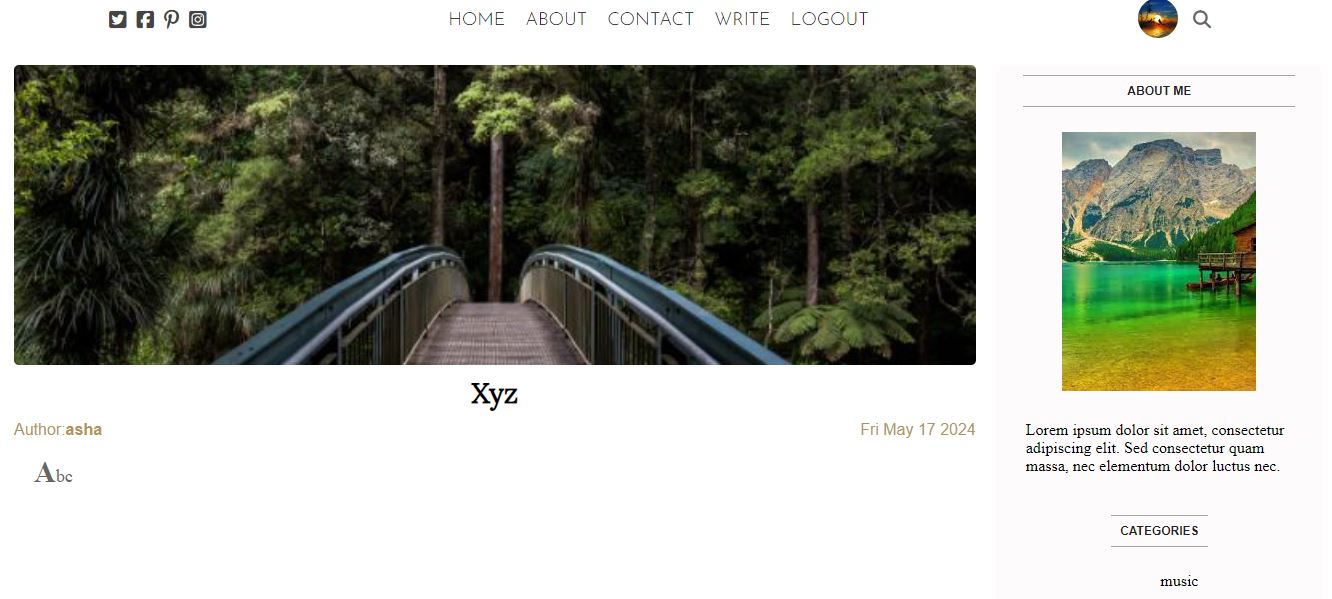 HOME ABOUT CONTACT WRITE LOGOUT
Xyz
Author:asha Fri May 17 2024
Abc
ABOUT ME
Lorem ipsum dolor sit amet, consectetur
adipiscing elit. Sed consectetur quam
massa, nec elementum dolor luctus nec.
CATEGORIES
music